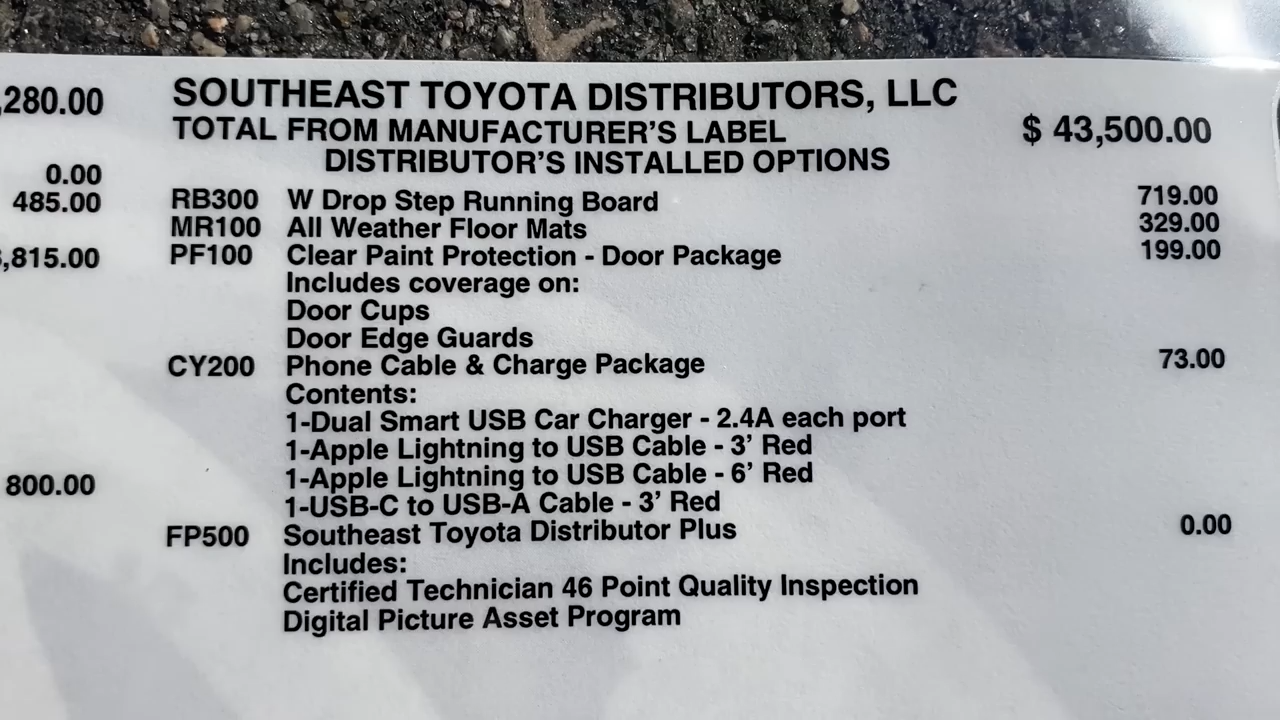 ,280.00
0.00
485.00
,815.00
800.00
SOUTHEAST TOYOTA DISTRIBUTORS, LLC
TOTAL FROM MANUFACTURER'S LABEL $ 43,500.00
DISTRIBUTOR'S INSTALLED OPTIONS
RB300 W Drop Step Running Board 719.00
MR100 All Weather Floor Mats 329.00
PF100 Clear Paint Protection - Door Package 199.00
Includes coverage on:
Door Cups
Door Edge Guards
CY200 Phone Cable & Charge Package 73.00
Contents:
1-Dual Smart USB Car Charger - 2.4A each port
1-Apple Lightning to USB Cable - 3' Red
1-Apple Lightning to USB Cable - 6' Red
1-USB-C to USB-A Cable - 3' Red
FP500 Southeast Toyota Distributor Plus 0.00
Includes:
Certified Technician 46 Point Quality Inspection
Digital Picture Asset Program